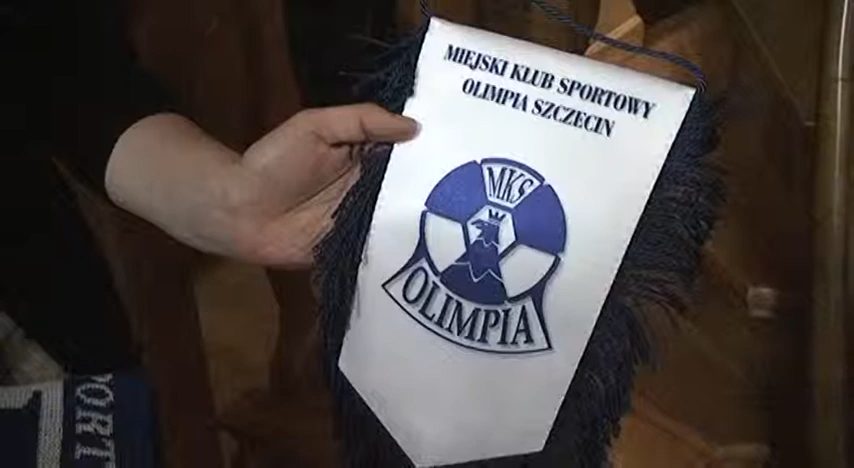 MIEJSKI KLUB SPORTOWY
OLIMPIA SZCZECIN
MKS
OLIMPIA